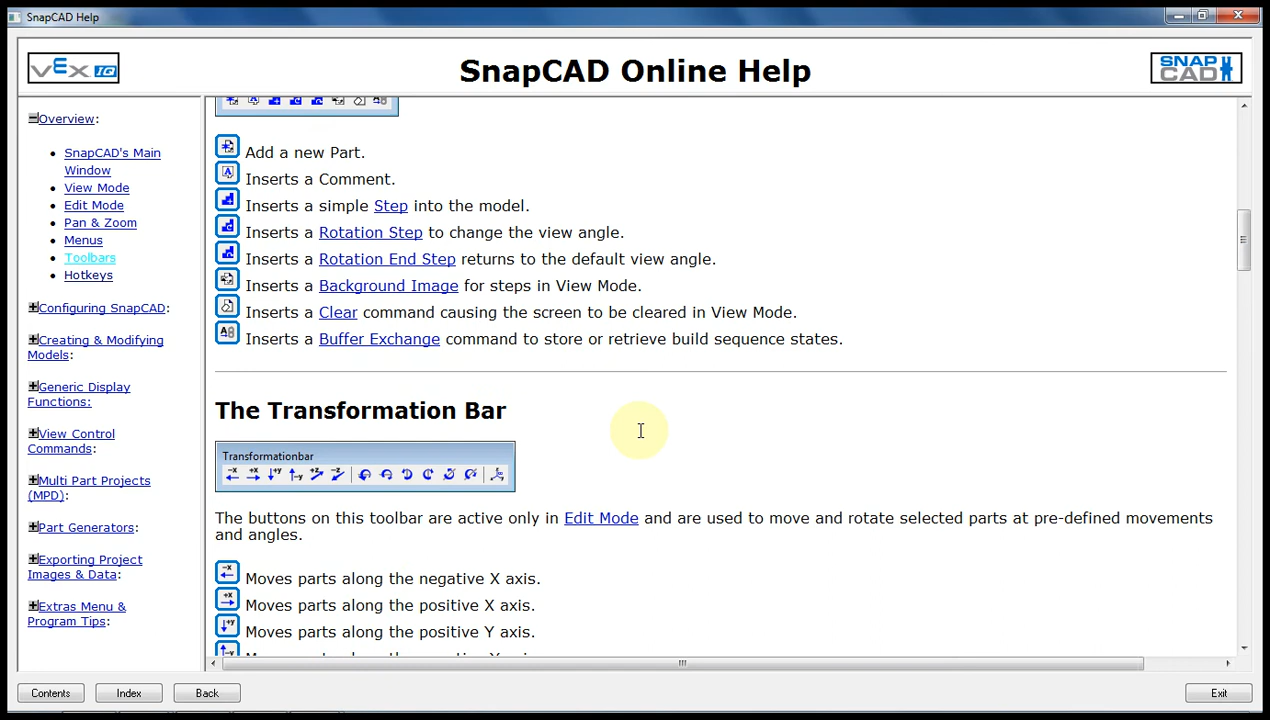 SnapCAD Help
VEX IQ
SnapCAD Online Help
SNAP
CAD
Overview:
SnapCAD's Main
Window
View Mode
Edit Mode
Pan & Zoom
Menus
Toolbars
Hotkeys
Configuring SnapCAD:
Creating & Modifying
Models:
Generic Display
Functions:
View Control
Commands:
Multi Part Projects
(MPD):
Part Generators:
Exporting Project
Images & Data:
Extras Menu &
Program Tips:
Add a new Part.
Inserts a Comment.
Inserts a simple Step into the model.
Inserts a Rotation Step to change the view angle.
Inserts a Rotation End Step returns to the default view angle.
Inserts a Background Image for steps in View Mode.
Inserts a Clear command causing the screen to be cleared in View Mode.
Inserts a Buffer Exchange command to store or retrieve build sequence states.
The Transformation Bar
Transformationbar
-x +x +y -y +z -z
The buttons on this toolbar are active only in Edit Mode and are used to move and rotate selected parts at pre-defined movements
and angles.
-x Moves parts along the negative X axis.
+x Moves parts along the positive X axis.
+y Moves parts along the positive Y axis.
Contents
Index
Back
Exit